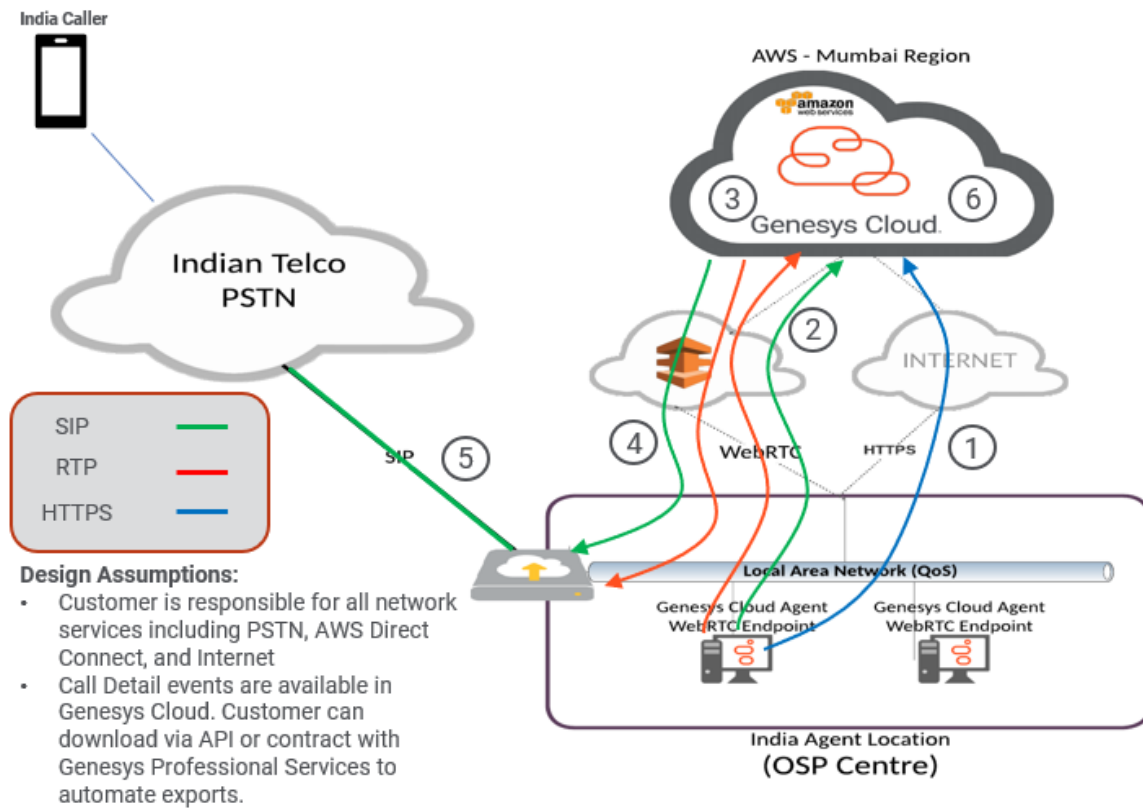 India Caller
AWS - Mumbai Region
amazon
web services
3
6
Genesys Cloud.
Indian Telco
PSTN
2
INTERNET
SIP
RTP
HTTPS
SIP
5
4
WebRTC
HTTPS
1
Design Assumptions:
• Customer is responsible for all network
services including PSTN, AWS Direct
Connect, and Internet
• Call Detail events are available in
Genesys Cloud. Customer can
download via API or contract with
Genesys Professional Services to
automate exports.
Local Area Network (QoS)
Genesys Cloud Agent
WebRTC Endpoint
Genesys Cloud Agent
WebRTC Endpoint
India Agent Location
(OSP Centre)